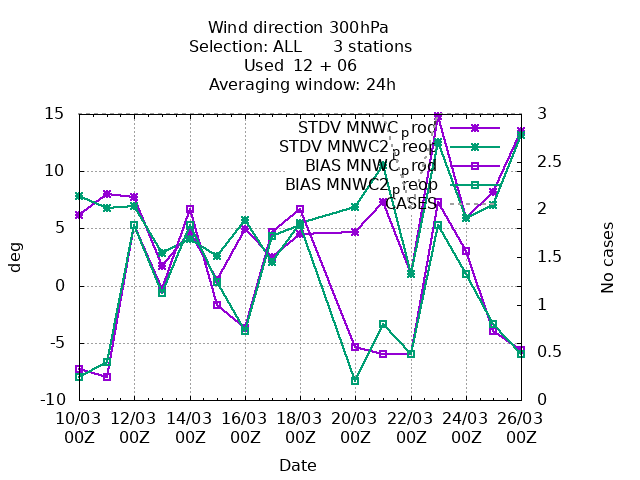 Wind direction 300hPa
Selection: ALL 3 stations
Used 12 + 06
Averaging window: 24h
STDV MNWC_prod
STDV MNWC2_preop
BIAS MNWC_prod
BIAS MNWC2_preop
CASES
15
10
5
0
-5
-10
deg
3
2.5
2
1.5
1
0.5
0
No cases
10/03 12/03 14/03 16/03 18/03 20/03 22/03 24/03 26/03
00Z 00Z 00Z 00Z 00Z 00Z 00Z 00Z 00Z
Date